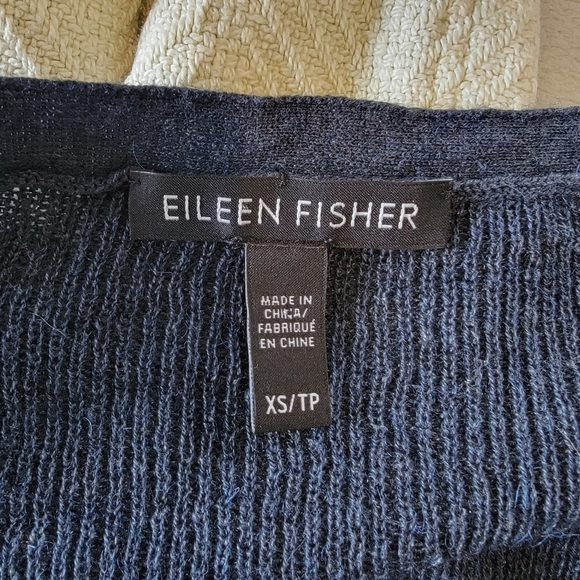 EILEEN FISHER
MADE IN
CHINA/
FABRIQUÉ
EN CHINE
XS/TP